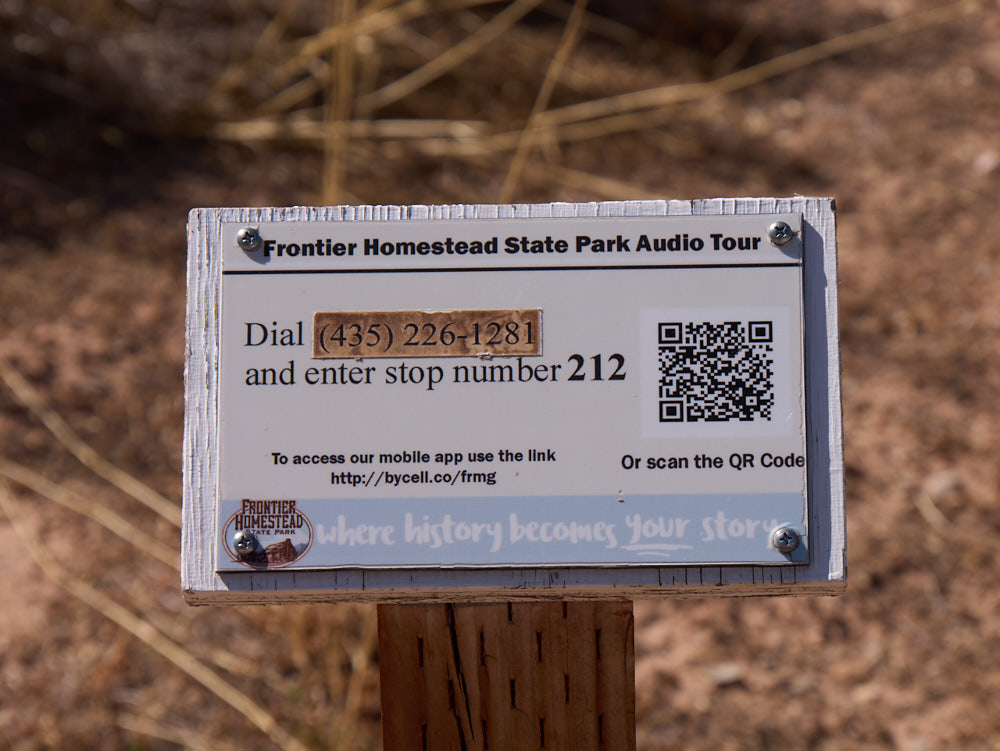 Frontier Homestead State Park Audio Tour
Dial (435) 226-1281
and enter stop number 212
To access our mobile app use the link
http://bycell.co/frmg
Or scan the QR Code
FRONTIER
HOMESTEAD
STATE PARK
where history becomes your story